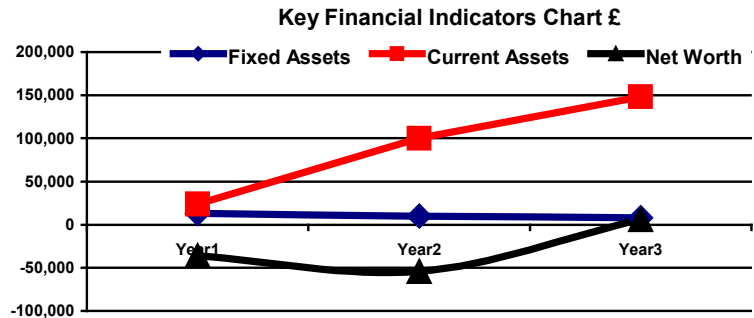 Key Financial Indicators Chart £
200,000
Fixed Assets Current Assets Net Worth
150,000
100,000
50,000
0
Year1 Year2 Year3
-50,000
-100,000